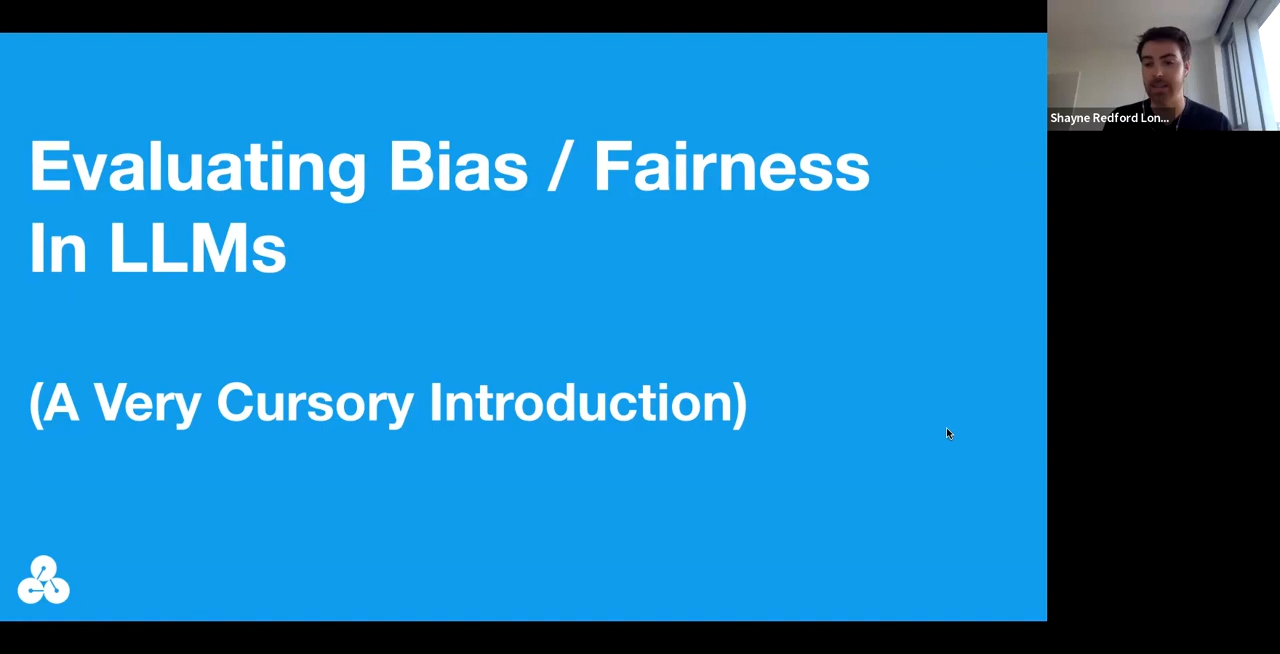 Evaluating Bias / Fairness
In LLMs
(A Very Cursory Introduction)
Shayne Redford Lon...